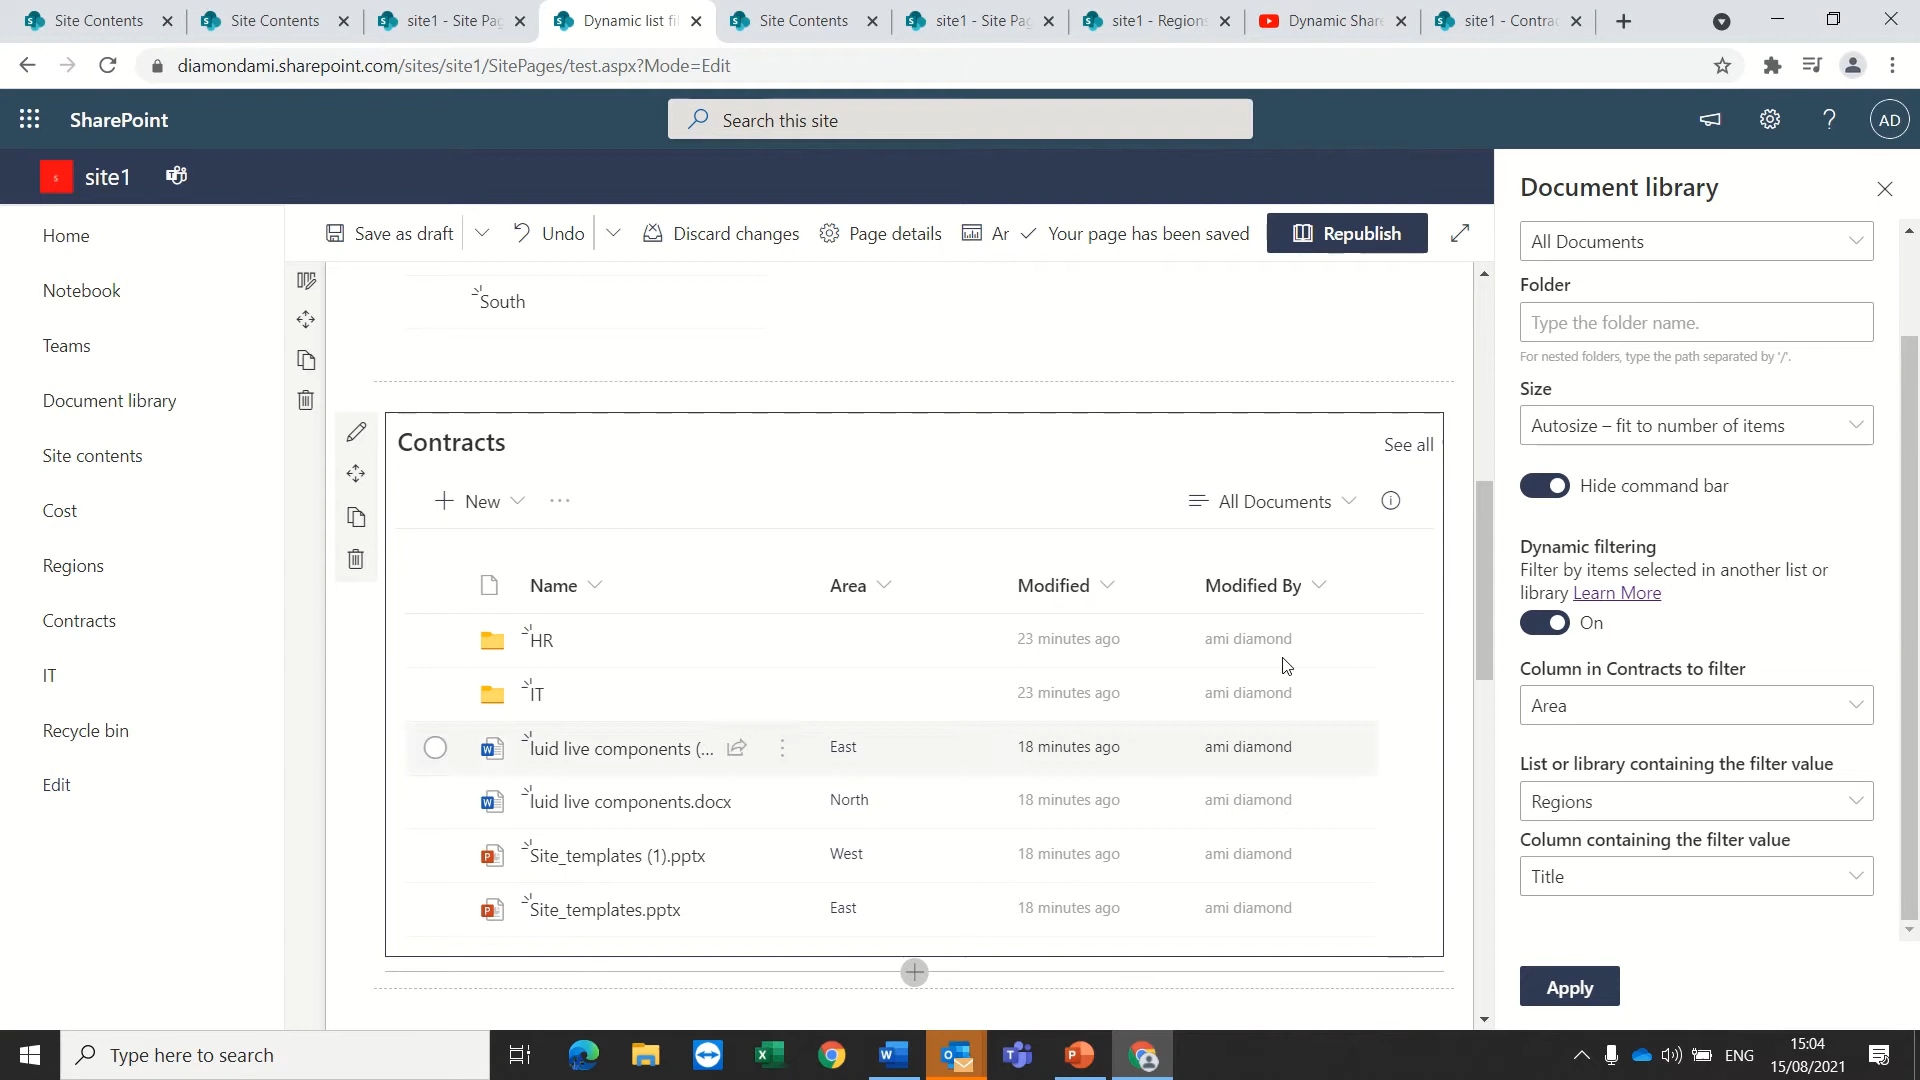 Site Contents
Site Contents
site1 - Site Pag
Dynamic list fil
Site Contents
site1 - Site Pag
site1 - Regions
Dynamic Share
site1 - Contrac
diamondami.sharepoint.com/sites/site1/SitePages/test.aspx?Mode=Edit
SharePoint
Search this site
AD
s
site1
Document library
Home
Notebook
Teams
Document library
Site contents
Cost
Regions
Contracts
IT
Recycle bin
Edit
Save as draft
Undo
Discard changes
Page details
Your page has been saved
Republish
South
Contracts
See all
New
All Documents
Name
Area
Modified
Modified By
HR
23 minutes ago
ami diamond
IT
23 minutes ago
ami diamond
luid live components (...
East
18 minutes ago
ami diamond
luid live components.docx
North
18 minutes ago
ami diamond
Site_templates (1).pptx
West
18 minutes ago
ami diamond
Site_templates.pptx
East
18 minutes ago
ami diamond
All Documents
Folder
Type the folder name.
For nested folders, type the path separated by '/'.
Size
Autosize – fit to number of items
Hide command bar
Dynamic filtering
Filter by items selected in another list or
library Learn More
On
Column in Contracts to filter
Area
List or library containing the filter value
Regions
Column containing the filter value
Title
Apply
Type here to search
ENG
15:04
15/08/2021